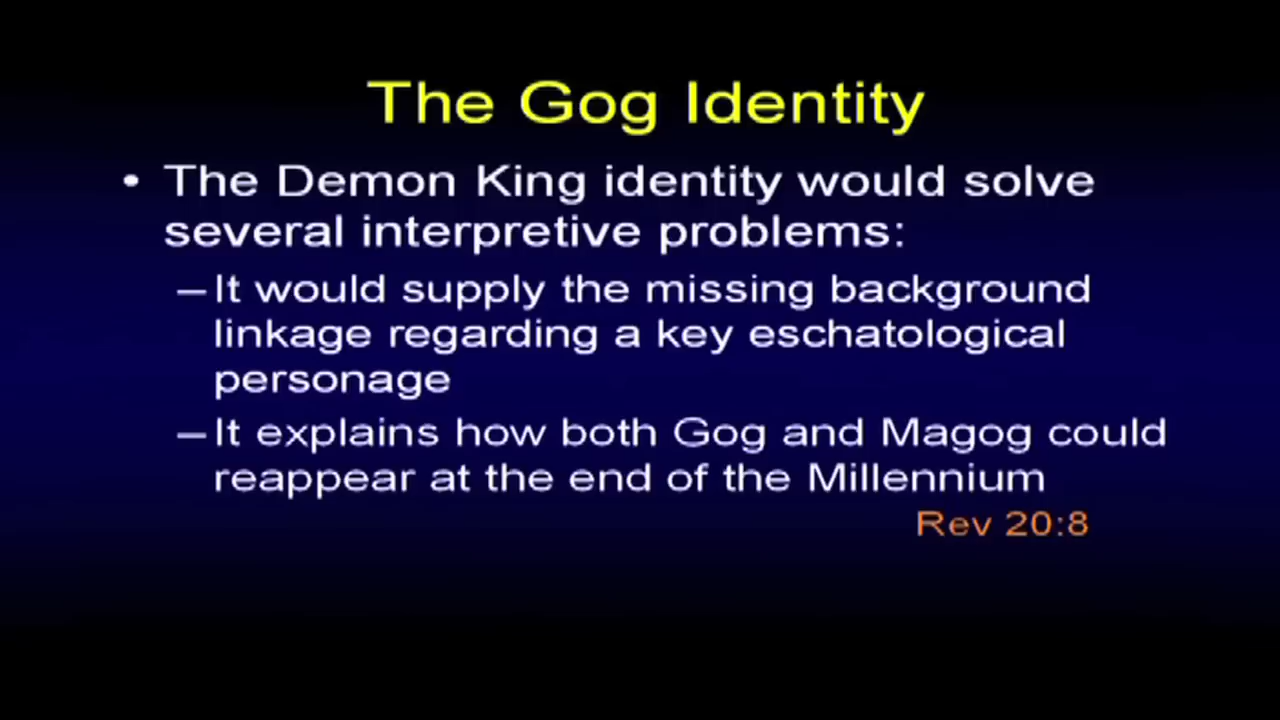 The Gog Identity
• The Demon King identity would solve
several interpretive problems:
– It would supply the missing background
linkage regarding a key eschatological
personage
– It explains how both Gog and Magog could
reappear at the end of the Millennium
Rev 20:8